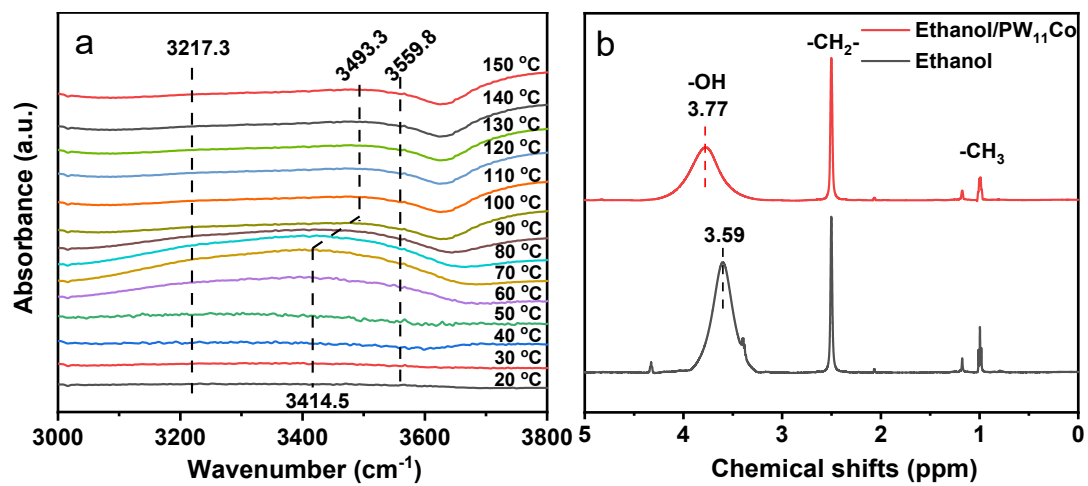 a
3217.3
3493.3
3559.8
150 °C
140 °C
130 °C
120 °C
110 °C
100 °C
90 °C
80 °C
70 °C
60 °C
50 °C
40 °C
30 °C
20 °C
3414.5
Absorbance (a.u.)
3000 3200 3400 3600 3800
Wavenumber (cm⁻¹)
b
Ethanol/PW₁₁Co
Ethanol
-CH₂-
-OH
3.77
-CH₃
3.59
5 4 3 2 1 0
Chemical shifts (ppm)